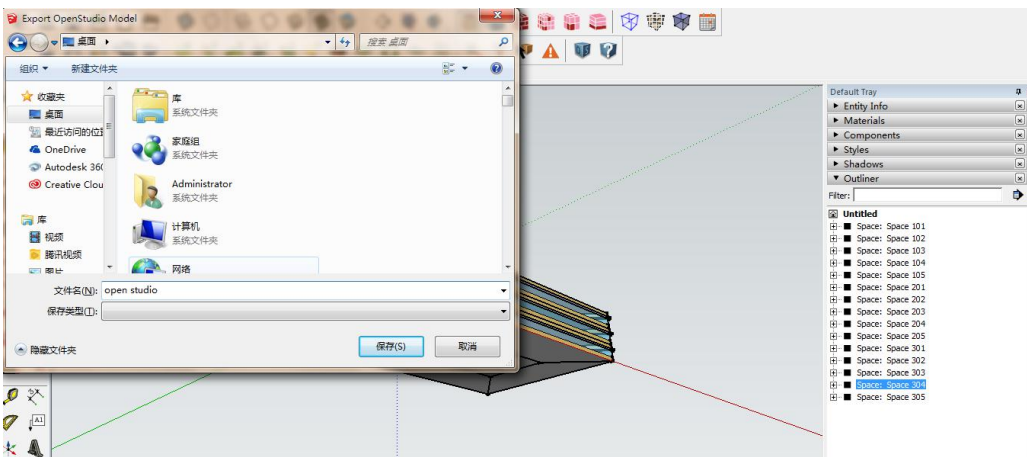 Export OpenStudio Model
桌面
搜索 桌面
组织
新建文件夹
收藏夹
桌面
最近访问的位置
OneDrive
Autodesk 360
Creative Clou
库
视频
腾讯视频
图片
库
系统文件夹
家庭组
系统文件夹
Administrator
系统文件夹
计算机
系统文件夹
网络
文件名(N): open studio
保存类型(T):
隐藏文件夹
保存(S)
取消
A1
Default Tray
Entity Info
Materials
Components
Styles
Shadows
Outliner
Filter:
Untitled
Space: Space 101
Space: Space 102
Space: Space 103
Space: Space 104
Space: Space 105
Space: Space 201
Space: Space 202
Space: Space 203
Space: Space 204
Space: Space 205
Space: Space 301
Space: Space 302
Space: Space 303
Space: Space 304
Space: Space 305